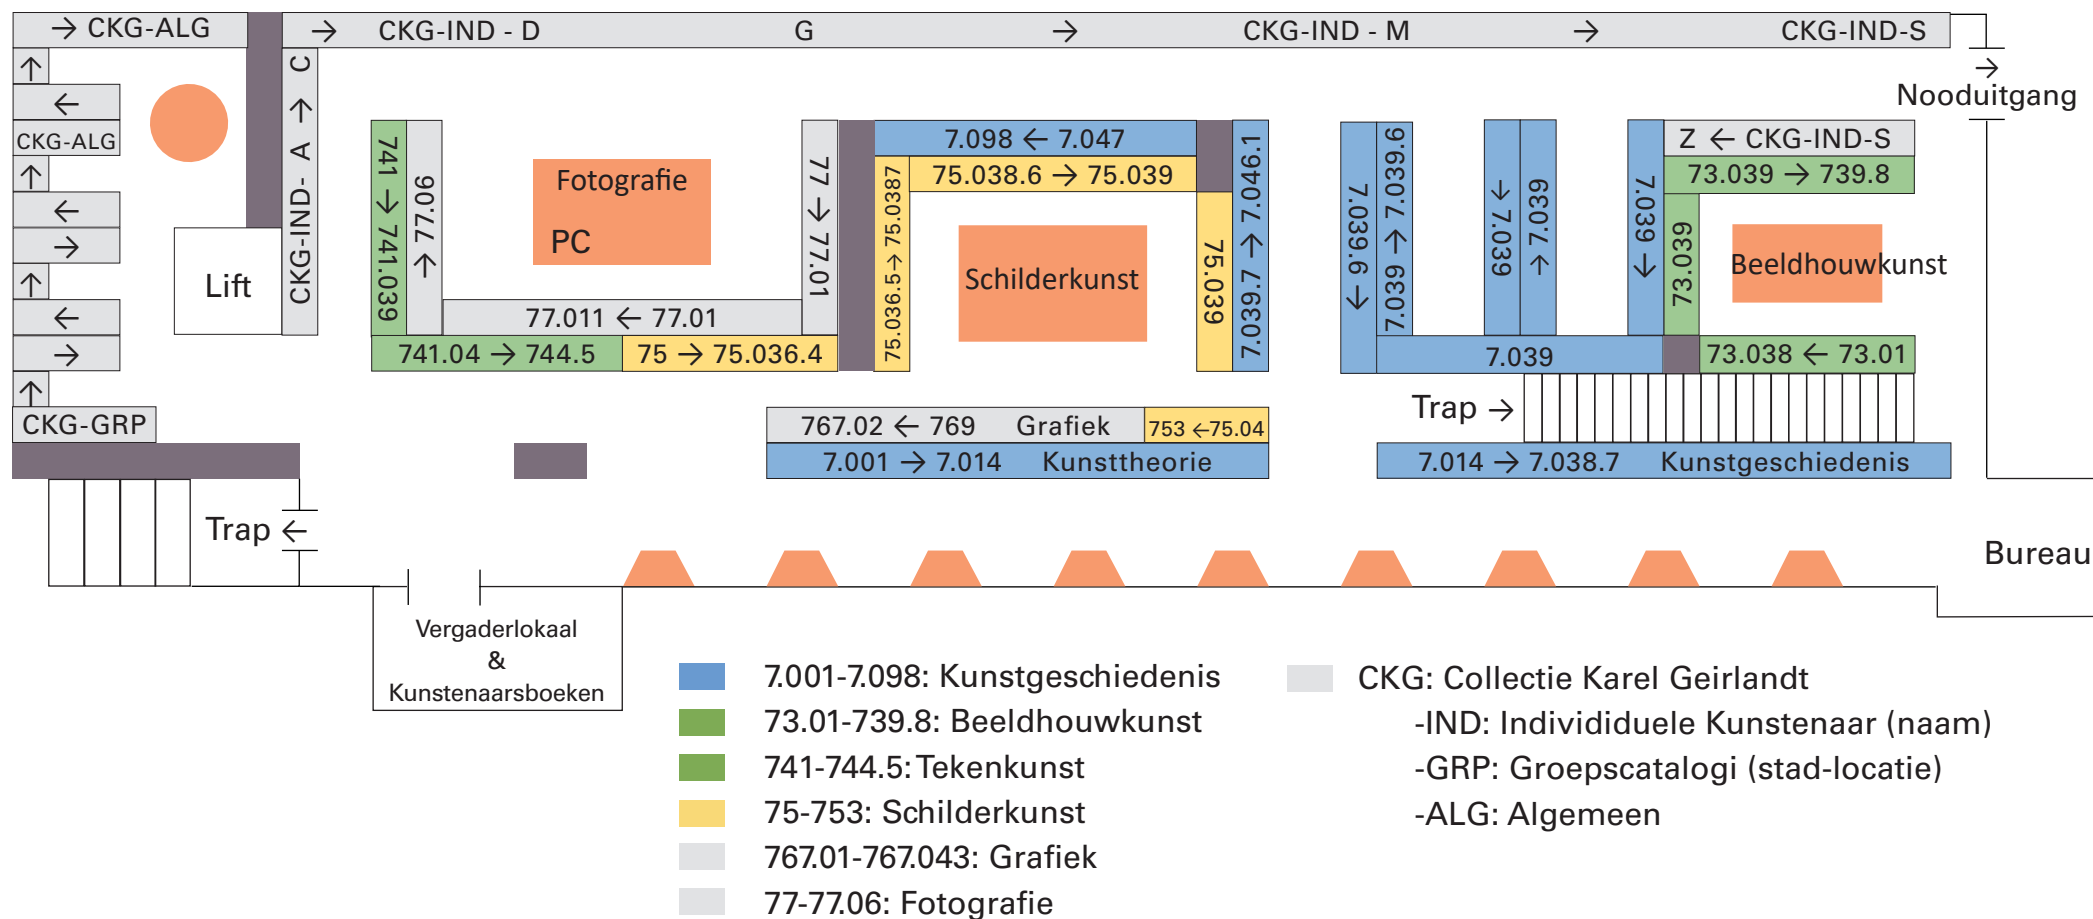 → CKG-ALG
→ CKG-IND - D G → CKG-IND - M → CKG-IND-S
→
Nooduitgang
↑
←
CKG-ALG
↑
←
→
↑
←
→
↑
CKG-GRP
CKG-IND- A → C
Lift
741 → 741.039
← 77.06
Fotografie
PC
77 → 77.01
77.011 ← 77.01
741.04 → 744.5
75 → 75.036.4
7.098 ← 7.047
75.038.6 → 75.039
75.036.5 → 75.0387
Schilderkunst
75.039
7.039.7 → 7.046.1
7.039.6 →
7.039 → 7.039.6
→ 7.039
→ 7.039
7.039 →
7.039
Z ← CKG-IND-S
73.039 → 739.8
73.039
Beeldhouwkunst
73.038 ← 73.01
Trap →
767.02 ← 769 Grafiek
753 ← 75.04
7.001 → 7.014 Kunsttheorie
7.014 → 7.038.7 Kunstgeschiedenis
Trap ←
Bureau
Vergaderlokaal
&
Kunstenaarsboeken
7.001-7.098: Kunstgeschiedenis
73.01-739.8: Beeldhouwkunst
741-744.5: Tekenkunst
75-753: Schilderkunst
767.01-767.043: Grafiek
77-77.06: Fotografie
CKG: Collectie Karel Geirlandt
-IND: Individiduele Kunstenaar (naam)
-GRP: Groepscatalogi (stad-locatie)
-ALG: Algemeen